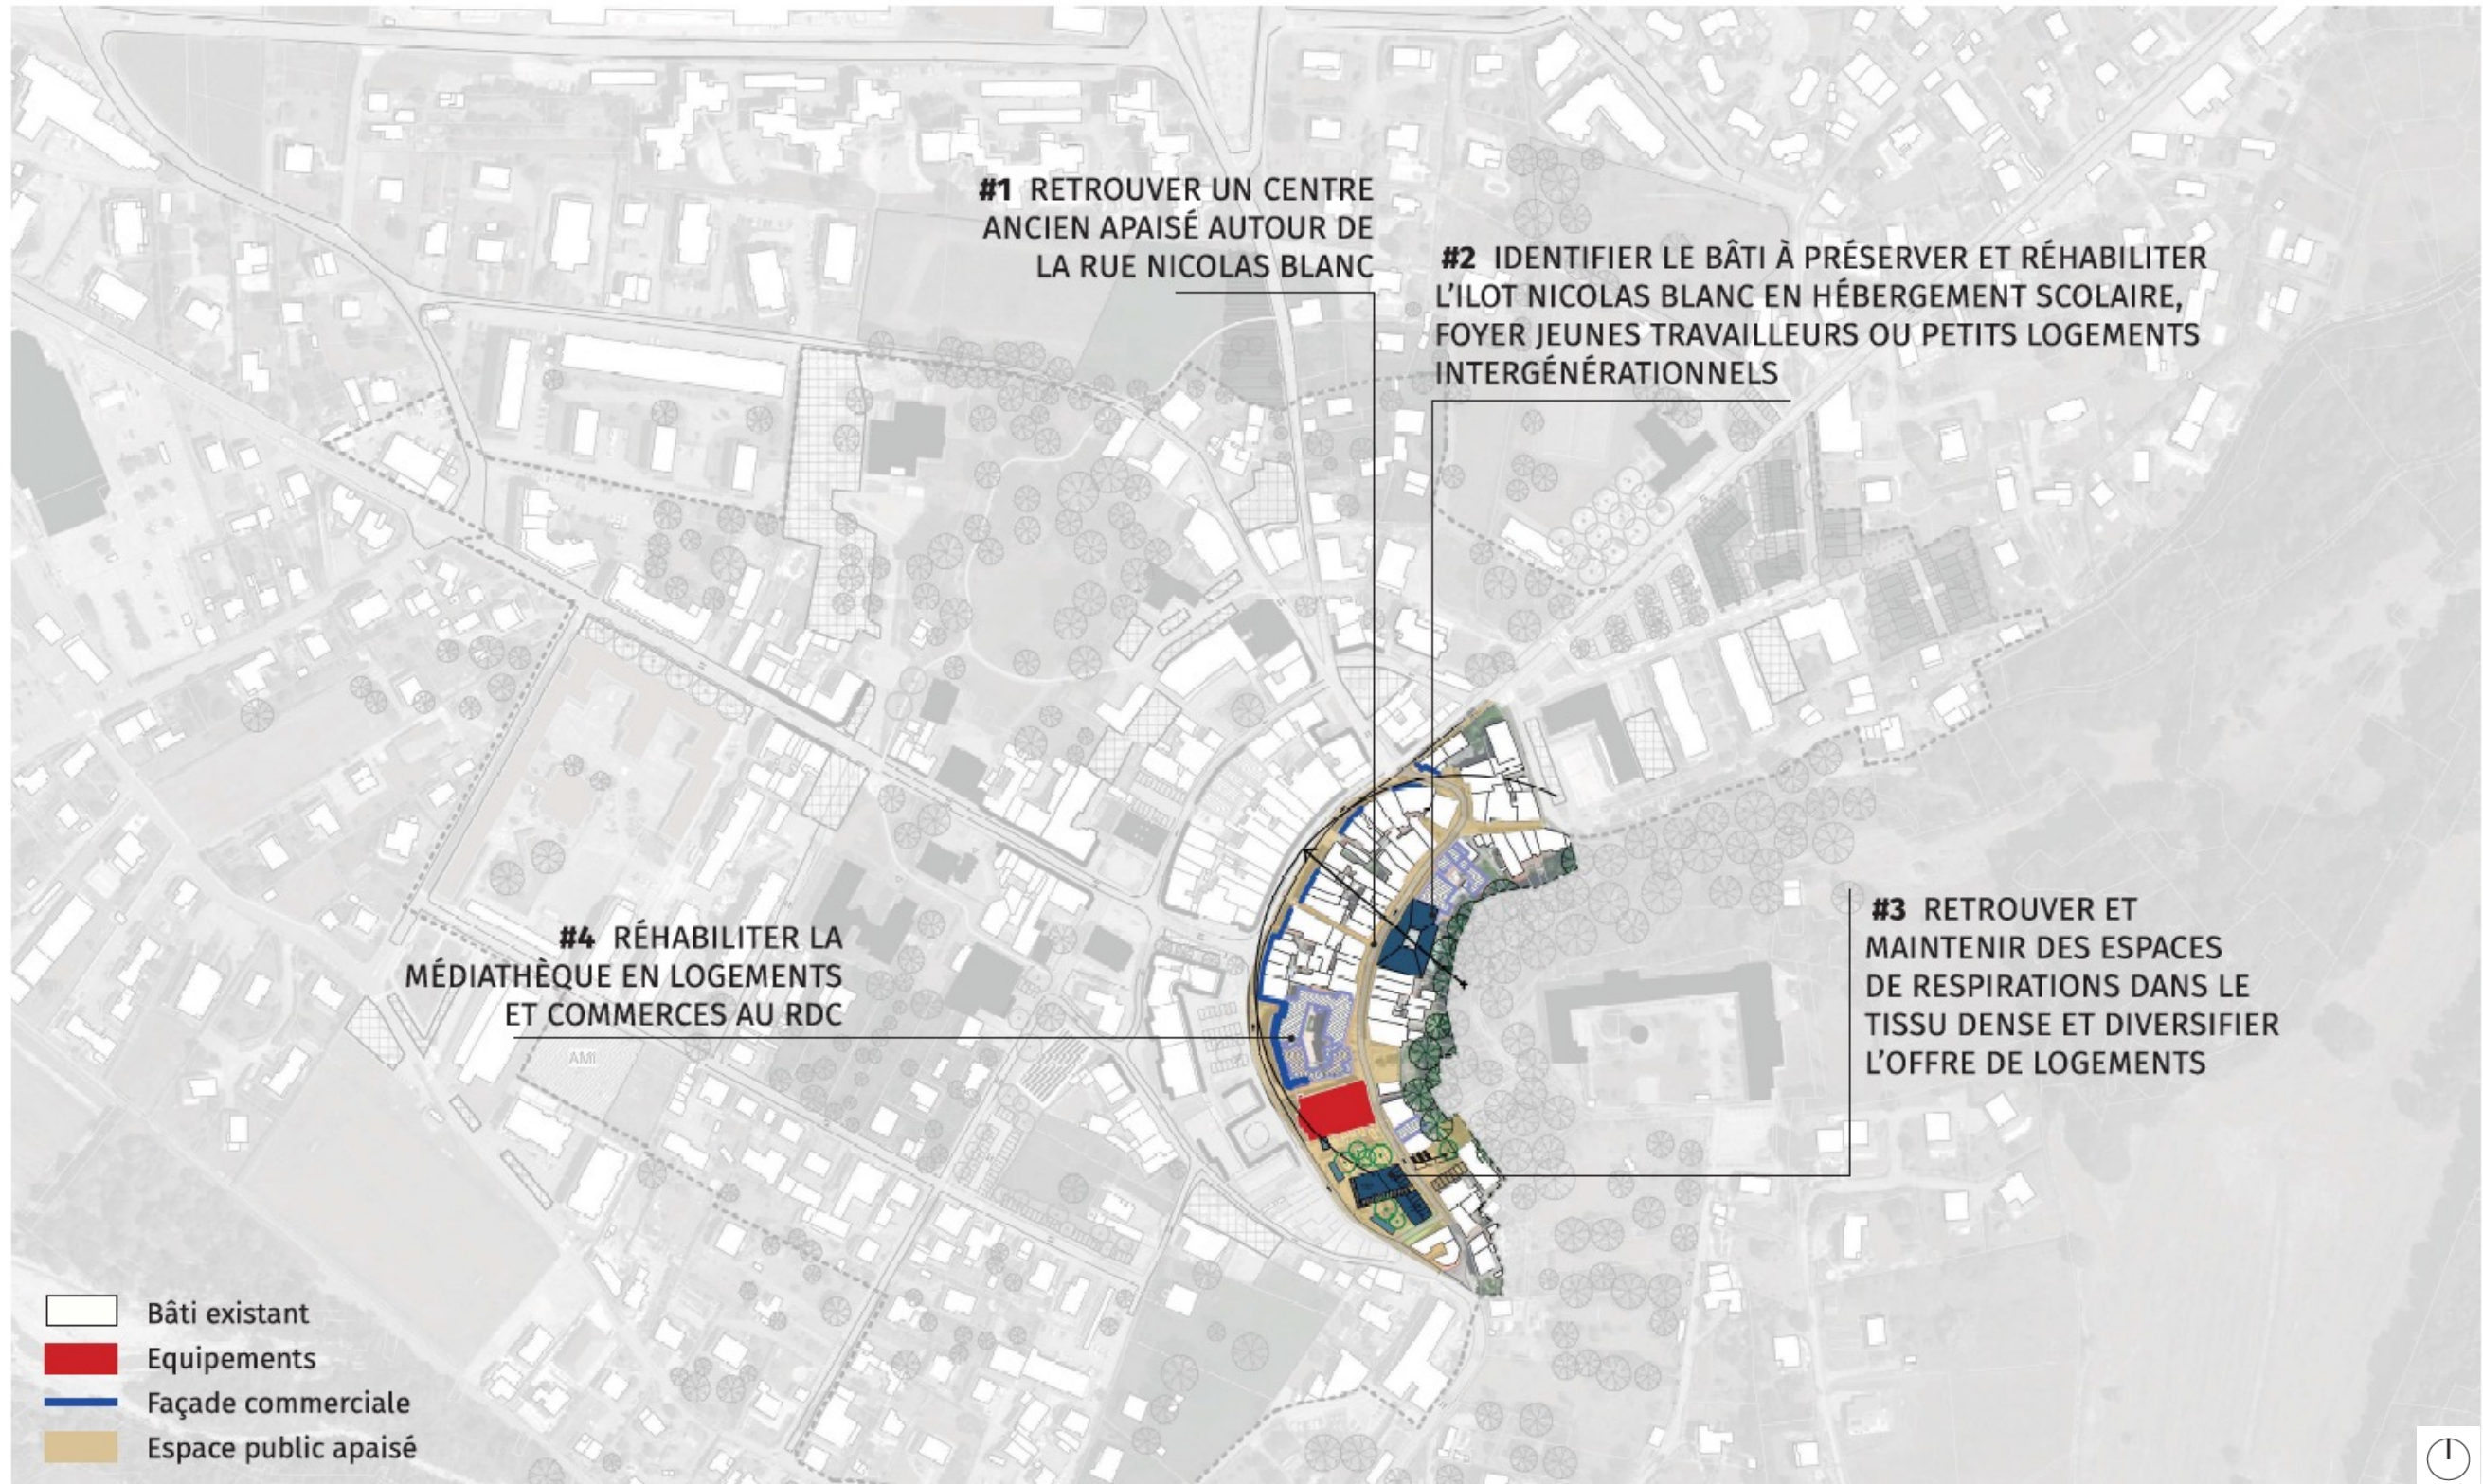 #1 RETROUVER UN CENTRE
ANCIEN APAISÉ AUTOUR DE
LA RUE NICOLAS BLANC
#2 IDENTIFIER LE BÂTI À PRÉSERVER ET RÉHABILITER
L'ILOT NICOLAS BLANC EN HÉBERGEMENT SCOLAIRE,
FOYER JEUNES TRAVAILLEURS OU PETITS LOGEMENTS
INTERGÉNÉRATIONNELS
#3 RETROUVER ET
MAINTENIR DES ESPACES
DE RESPIRATIONS DANS LE
TISSU DENSE ET DIVERSIFIER
L'OFFRE DE LOGEMENTS
#4 RÉHABILITER LA
MÉDIATHÈQUE EN LOGEMENTS
ET COMMERCES AU RDC
AMI
Bâti existant
Equipements
Façade commerciale
Espace public apaisé